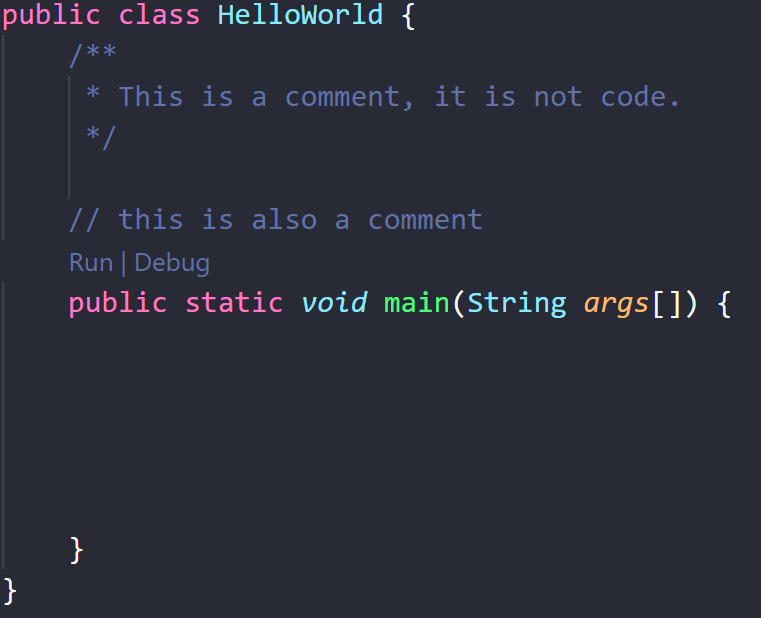 public class HelloWorld {
/**
* This is a comment, it is not code.
*/
// this is also a comment
Run | Debug
public static void main(String args[]) {
}
}